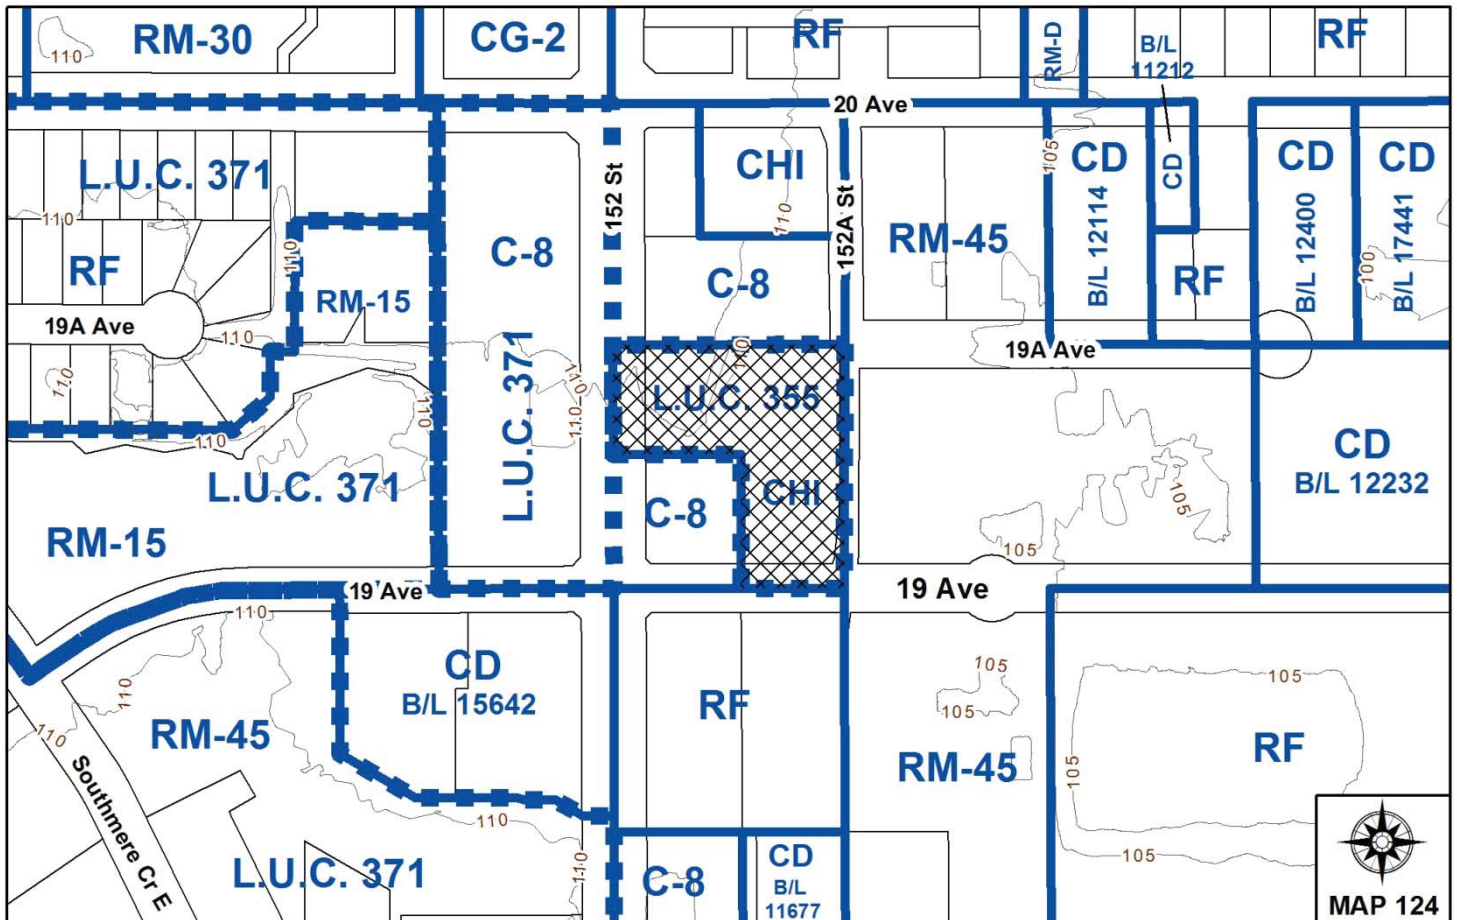 RM-30
CG-2
RF
RM-D
B/L
11212
RF
110
20 Ave
L.U.C. 371
152 St
CHI
152A St
105
CD
B/L 12114
CD
CD
B/L 12400
CD
B/L 17441
110
110
110
C-8
RM-45
RF
RM-15
C-8
RF
100
19A Ave
110
110
19A Ave
110
L.U.C. 371
110
110
L.U.C. 355
110
110
110
CD
B/L 12232
L.U.C. 371
CHI
105
C-8
RM-15
105
19 Ave
19 Ave
110
CD
B/L 15642
RF
105
105
105
RF
110
110
RM-45
RM-45
105
Southmere Cr E
110
105
L.U.C. 371
110
C-8
CD
B/L
11677
MAP 124